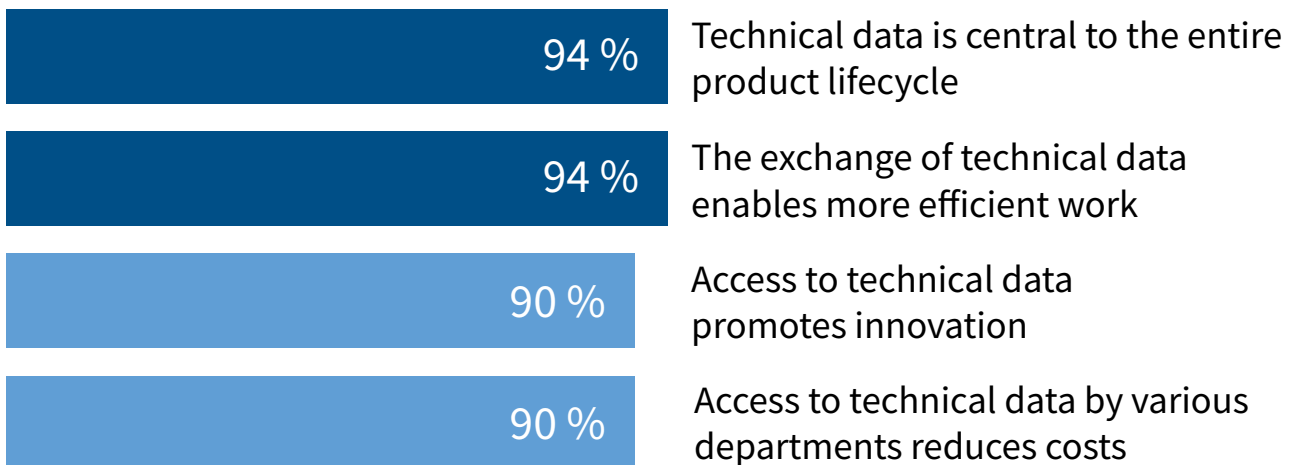 94 %
Technical data is central to the entire
product lifecycle
94 %
The exchange of technical data
enables more efficient work
90 %
Access to technical data
promotes innovation
90 %
Access to technical data by various
departments reduces costs